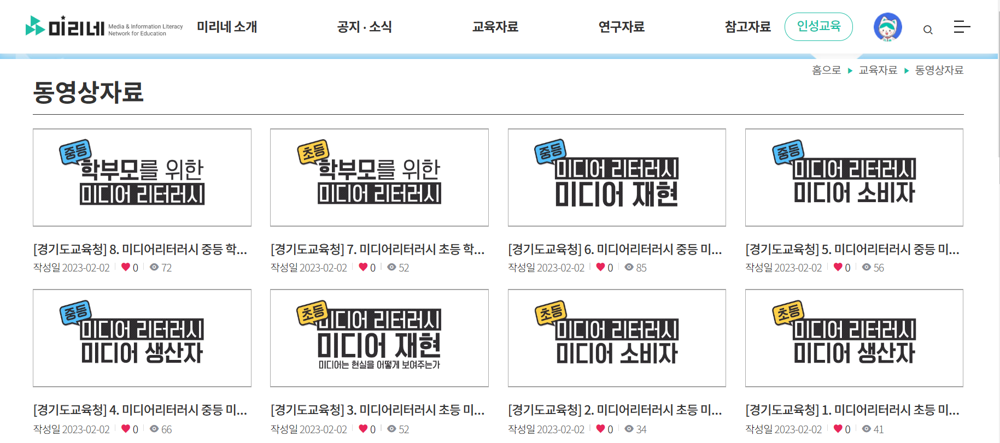 미리네 Media & Information Literacy Network for Education
미리네 소개
공지 · 소식
교육자료
연구자료
참고자료
인성교육
홈으로 ▶ 교육자료 ▶ 동영상자료
동영상자료
중등
학부모를 위한
미디어 리터러시
초등
학부모를 위한
미디어 리터러시
중등
미디어 리터러시
미디어 재현
중등
미디어 리터러시
미디어 소비자
[경기도교육청] 8. 미디어리터러시 중등 학...
작성일 2023-02-02 0 72
[경기도교육청] 7. 미디어리터러시 초등 학...
작성일 2023-02-02 0 52
[경기도교육청] 6. 미디어리터러시 중등 미...
작성일 2023-02-02 0 85
[경기도교육청] 5. 미디어리터러시 중등 미...
작성일 2023-02-02 0 56
중등
미디어 리터러시
미디어 생산자
초등
미디어 리터러시
미디어 재현
미디어는 현실을 어떻게 보여주는가
초등
미디어 리터러시
미디어 소비자
초등
미디어 리터러시
미디어 생산자
[경기도교육청] 4. 미디어리터러시 중등 미...
작성일 2023-02-02 0 66
[경기도교육청] 3. 미디어리터러시 초등 미...
작성일 2023-02-02 0 52
[경기도교육청] 2. 미디어리터러시 초등 미...
작성일 2023-02-02 0 34
[경기도교육청] 1. 미디어리터러시 초등 미...
작성일 2023-02-02 0 41